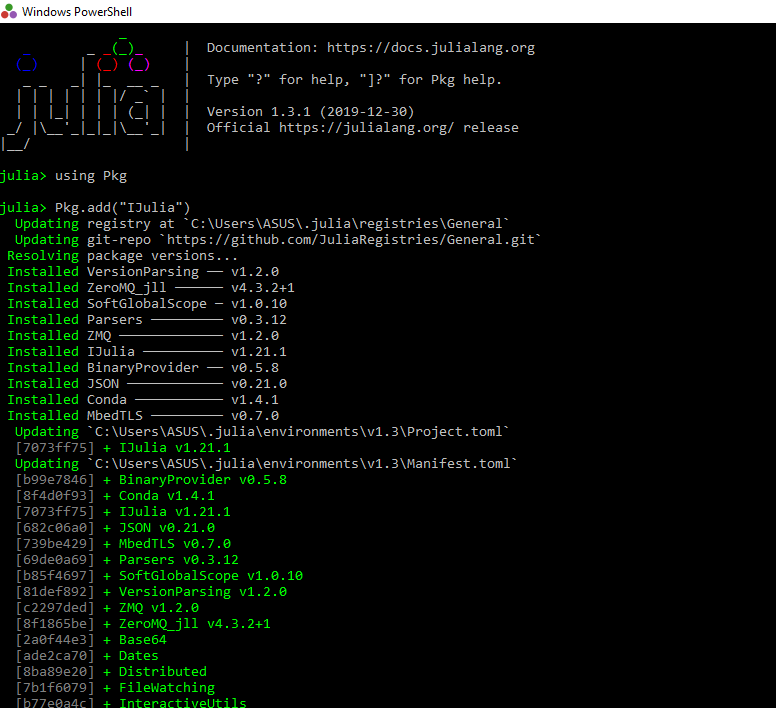 Windows PowerShell
Documentation: https://docs.julialang.org
Type "?" for help, "]?" for Pkg help.
Version 1.3.1 (2019-12-30)
Official https://julialang.org/ release
julia> using Pkg
julia> Pkg.add("IJulia")
Updating registry at `C:\Users\ASUS\.julia\registries\General`
Updating git-repo `https://github.com/JuliaRegistries/General.git`
Resolving package versions...
Installed VersionParsing ── v1.2.0
Installed ZeroMQ_jll ────── v4.3.2+1
Installed SoftGlobalScope ─ v1.0.10
Installed Parsers ───────── v0.3.12
Installed ZMQ ───────────── v1.2.0
Installed IJulia ────────── v1.21.1
Installed BinaryProvider ── v0.5.8
Installed JSON ──────────── v0.21.0
Installed Conda ─────────── v1.4.1
Installed MbedTLS ───────── v0.7.0
Updating `C:\Users\ASUS\.julia\environments\v1.3\Project.toml`
[7073ff75] + IJulia v1.21.1
Updating `C:\Users\ASUS\.julia\environments\v1.3\Manifest.toml`
[b99e7846] + BinaryProvider v0.5.8
[8f4d0f93] + Conda v1.4.1
[7073ff75] + IJulia v1.21.1
[682c06a0] + JSON v0.21.0
[739be429] + MbedTLS v0.7.0
[69de0a69] + Parsers v0.3.12
[b85f4697] + SoftGlobalScope v1.0.10
[81def892] + VersionParsing v1.2.0
[c2297ded] + ZMQ v1.2.0
[8f1865be] + ZeroMQ_jll v4.3.2+1
[2a0f44e3] + Base64
[ade2ca70] + Dates
[8ba89e20] + Distributed
[7b1f6079] + FileWatching
[b77e0a4c] + InteractiveUtils